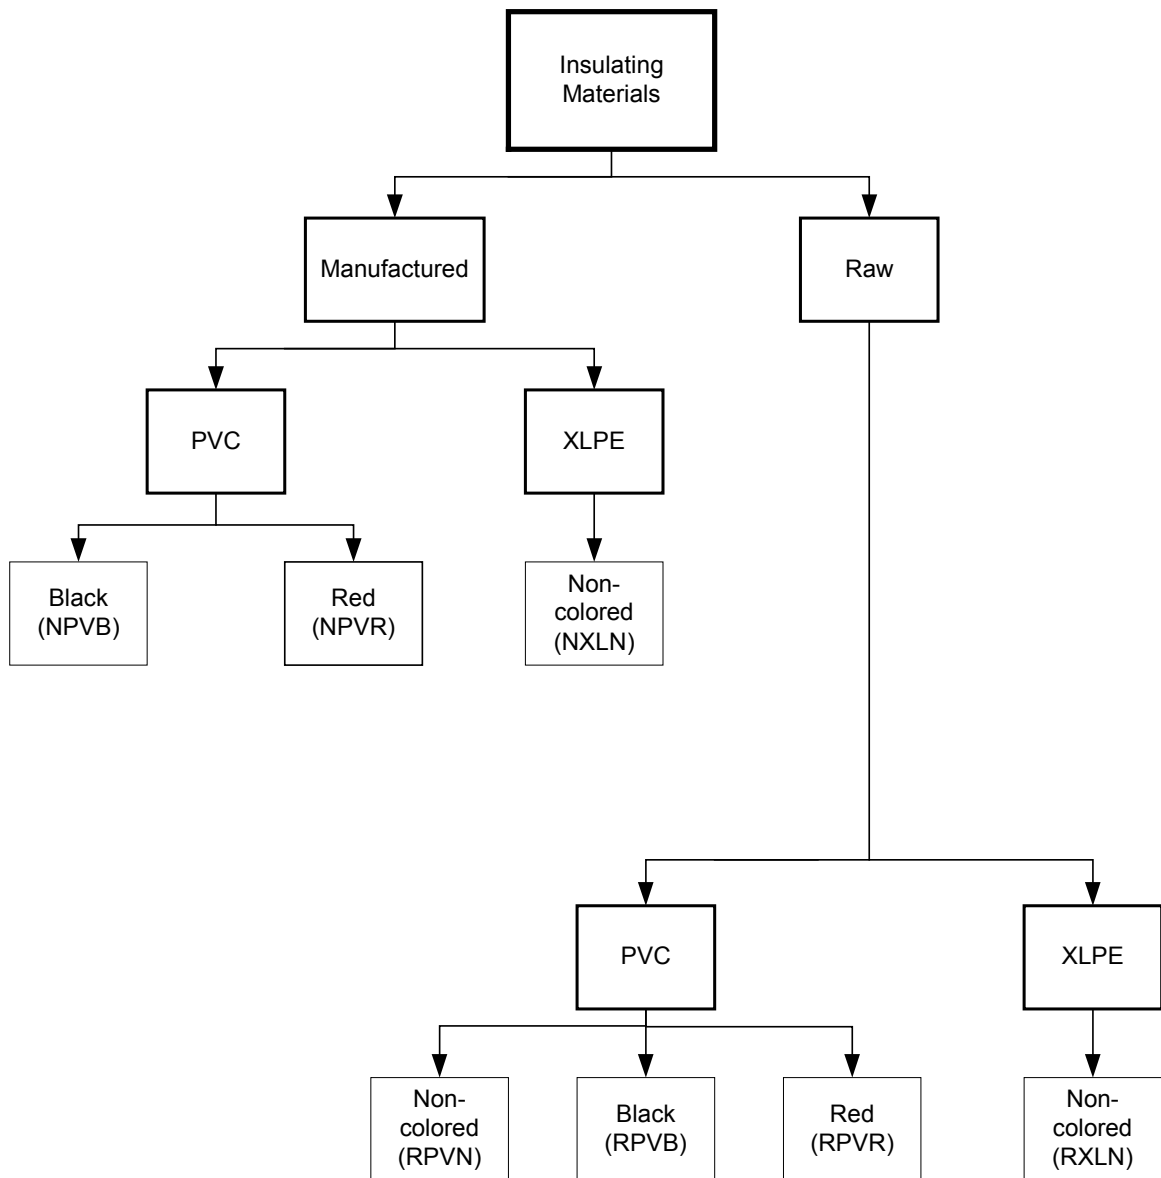 Insulating
Materials
Manufactured
Raw
PVC
XLPE
Black
(NPVB)
Red
(NPVR)
Non-
colored
(NXLN)
PVC
XLPE
Non-
colored
(RPVN)
Black
(RPVB)
Red
(RPVR)
Non-
colored
(RXLN)